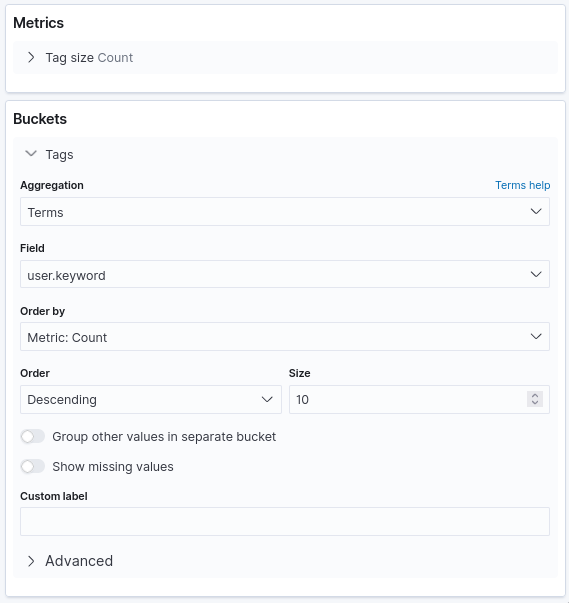 Metrics
Tag size Count
Buckets
Tags
Aggregation Terms help
Terms
Field
user.keyword
Order by
Metric: Count
Order Size
Descending 10
Group other values in separate bucket
Show missing values
Custom label
Advanced